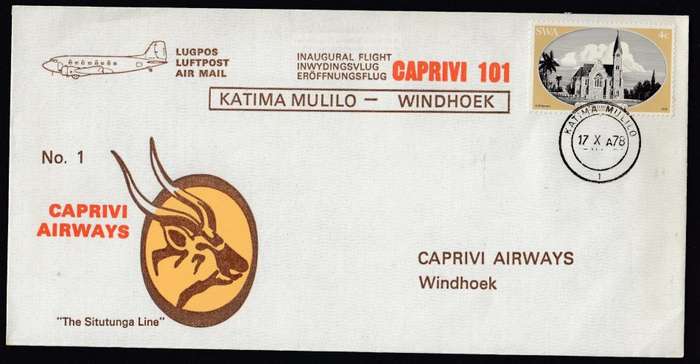 LUGPOS
LUFTPOST
AIR MAIL
INAUGURAL FLIGHT
INWYDINGSVLUG
ERÖFFNUNGSFLUG
CAPRIVI 101
KATIMA MULILO — WINDHOEK
SWA 4c
KATIMA MULILO
17 X A78
1
No. 1
CAPRIVI
AIRWAYS
"The Situtunga Line"
CAPRIVI AIRWAYS
Windhoek